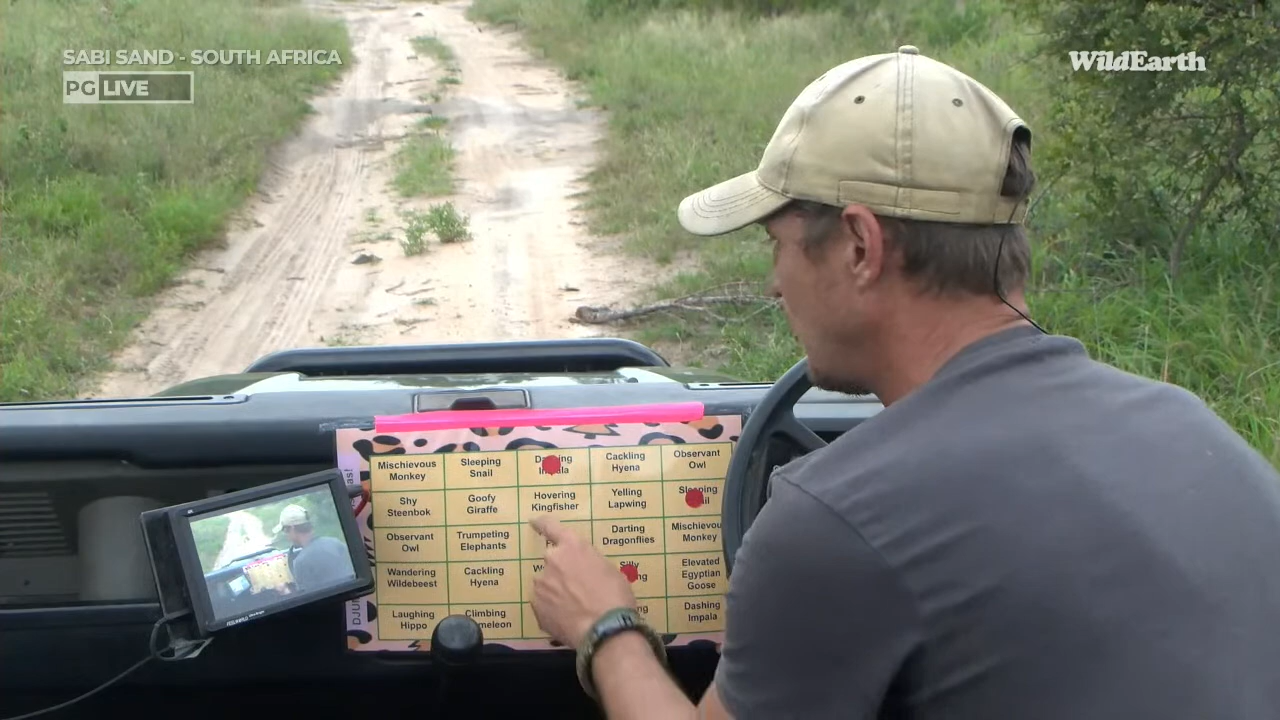 SABI SAND - SOUTH AFRICA
PG LIVE
WildEarth
Mischievous
Monkey
Sleeping
Snail
Cackling
Hyena
Observant
Owl
Shy
Steenbok
Goofy
Giraffe
Hovering
Kingfisher
Yelling
Lapwing
Observant
Owl
Trumpeting
Elephants
Darting
Dragonflies
Mischievous
Monkey
Wandering
Wildebeest
Cackling
Hyena
Silly
Elevated
Egyptian
Goose
Laughing
Hippo
Climbing
Dashing
Impala